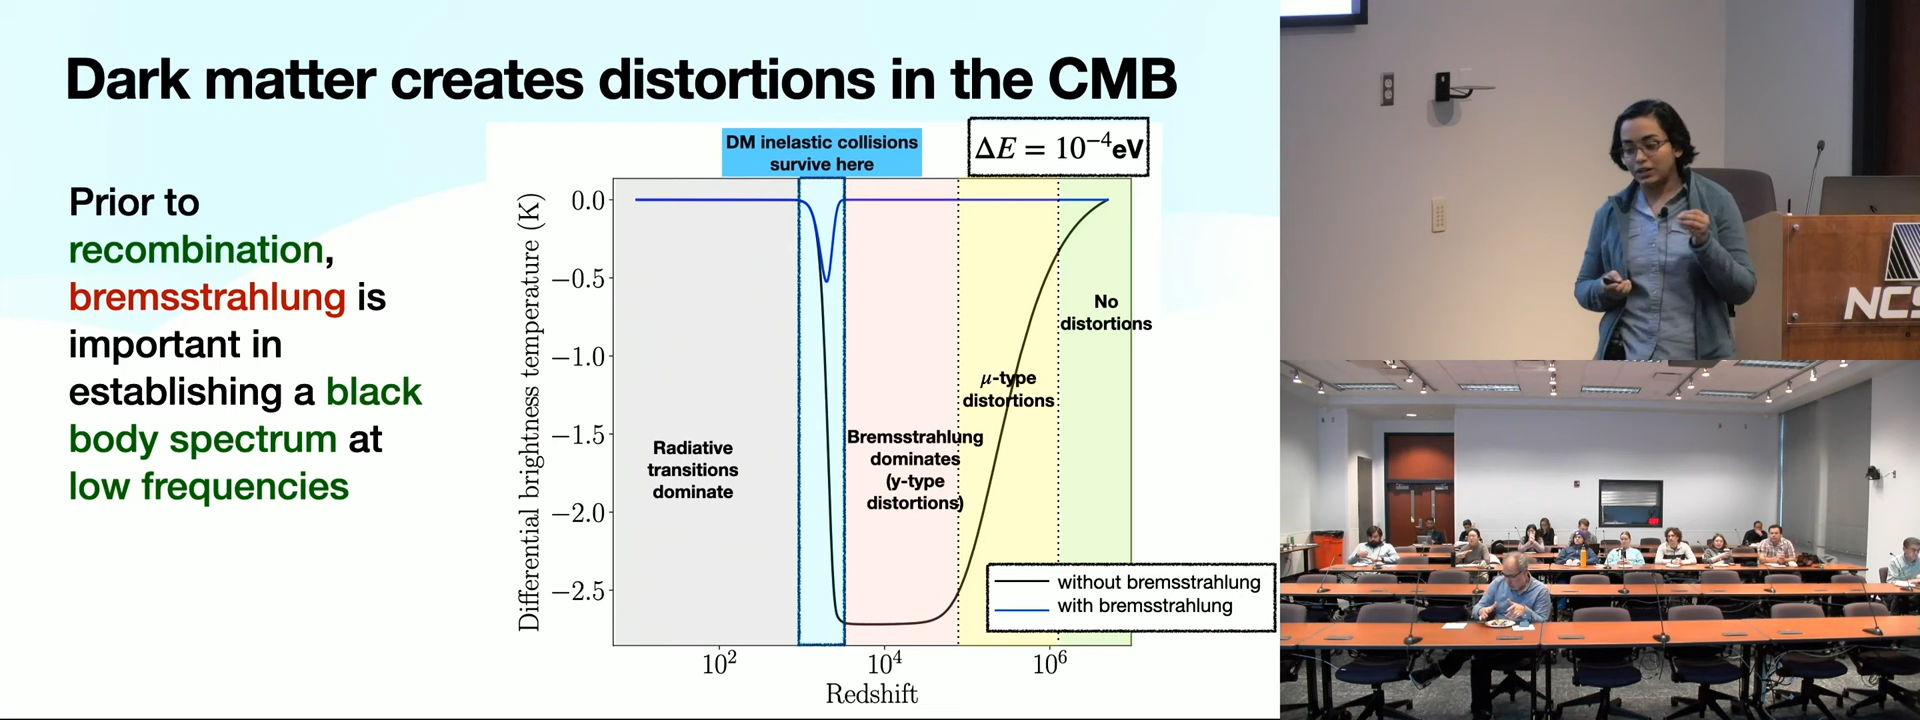 Dark matter creates distortions in the CMB
Prior to
recombination,
bremsstrahlung is
important in
establishing a black
body spectrum at
low frequencies
DM inelastic collisions
survive here
ΔE = 10⁻⁴eV
Differential brightness temperature (K)
0.0
−0.5
−1.0
−1.5
−2.0
−2.5
Radiative
transitions
dominate
Bremsstrahlung
dominates
(y-type
distortions)
μ-type
distortions
No
distortions
without bremsstrahlung
with bremsstrahlung
10²
10⁴
10⁶
Redshift